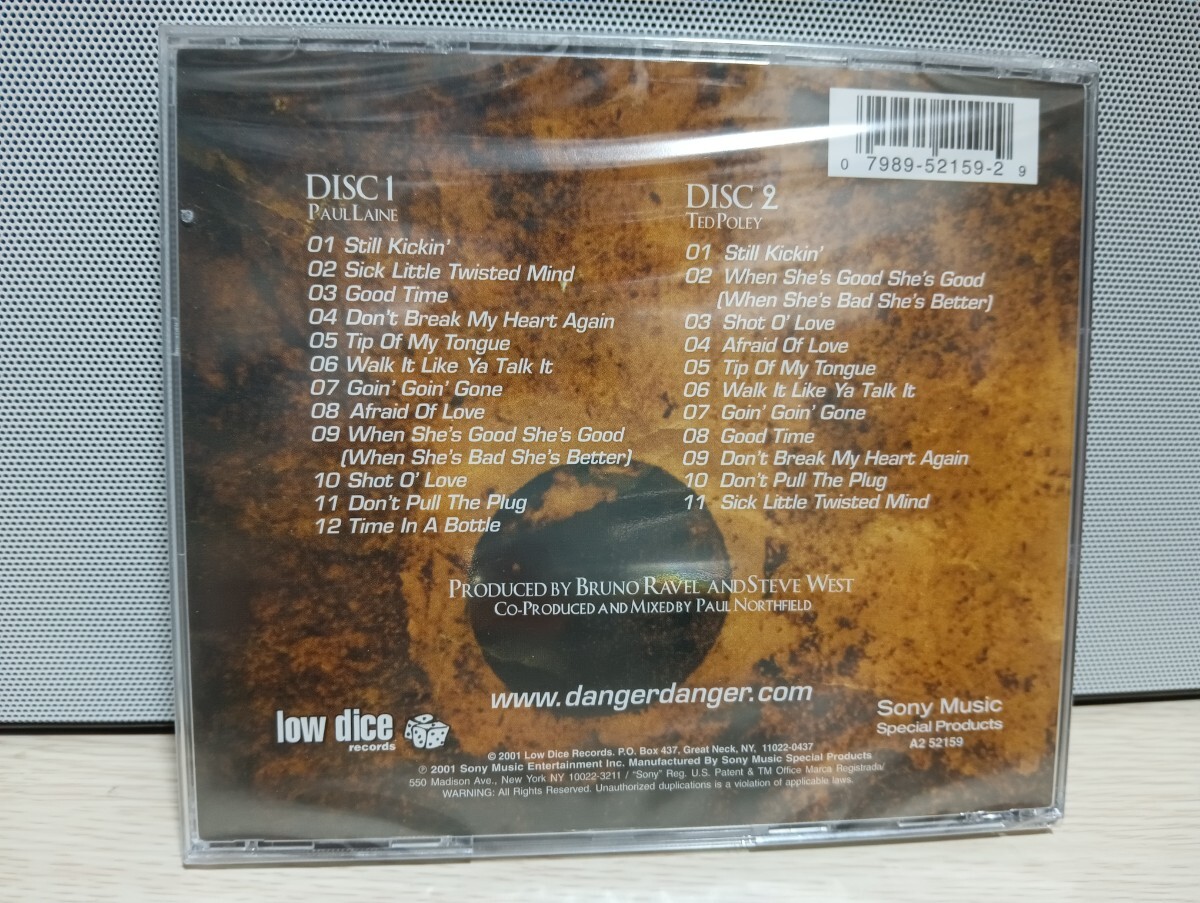 0 7989-52159-2 9
DISC 1
PAUL LAINE
01 Still Kickin'
02 Sick Little Twisted Mind
03 Good Time
04 Don't Break My Heart Again
05 Tip Of My Tongue
06 Walk It Like Ya Talk It
07 Goin' Goin' Gone
08 Afraid Of Love
09 When She's Good She's Good
(When She's Bad She's Better)
10 Shot O' Love
11 Don't Pull The Plug
12 Time In A Bottle
DISC 2
TED POLEY
01 Still Kickin'
02 When She's Good She's Good
(When She's Bad She's Better)
03 Shot O' Love
04 Afraid Of Love
05 Tip Of My Tongue
06 Walk It Like Ya Talk It
07 Goin' Goin' Gone
08 Good Time
09 Don't Break My Heart Again
10 Don't Pull The Plug
11 Sick Little Twisted Mind
PRODUCED BY BRUNO RAVEL AND STEVE WEST
CO-PRODUCED AND MIXED BY PAUL NORTHFIELD
www.dangerdanger.com
low dice
records
Sony Music
Special Products
A2 52159
© 2001 Low Dice Records. P.O. Box 437, Great Neck, NY, 11022-0437
℗ 2001 Sony Music Entertainment Inc. Manufactured By Sony Music Special Products
550 Madison Ave., New York NY 10022-3211 / "Sony" Reg. U.S. Patent & TM Office Marca Registrada/
WARNING: All Rights Reserved. Unauthorized duplications is a violation of applicable laws.